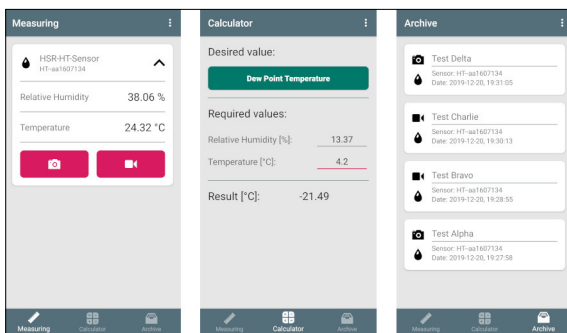 Measuring
HSR-HT-Sensor
HT-aa1607134
Relative Humidity 38.06 %
Temperature 24.32 °C
Measuring Calculator Archive
Calculator
Desired value:
Dew Point Temperature
Required values:
Relative Humidity [%]: 13.37
Temperature [°C]: 4.2
Result [°C]: -21.49
Measuring Calculator Archive
Archive
Test Delta
Sensor: HT-aa1607134
Date: 2019-12-20, 19:31:05
Test Charlie
Sensor: HT-aa1607134
Date: 2019-12-20, 19:30:13
Test Bravo
Sensor: HT-aa1607134
Date: 2019-12-20, 19:28:55
Test Alpha
Sensor: HT-aa1607134
Date: 2019-12-20, 19:27:58
Measuring Calculator Archive